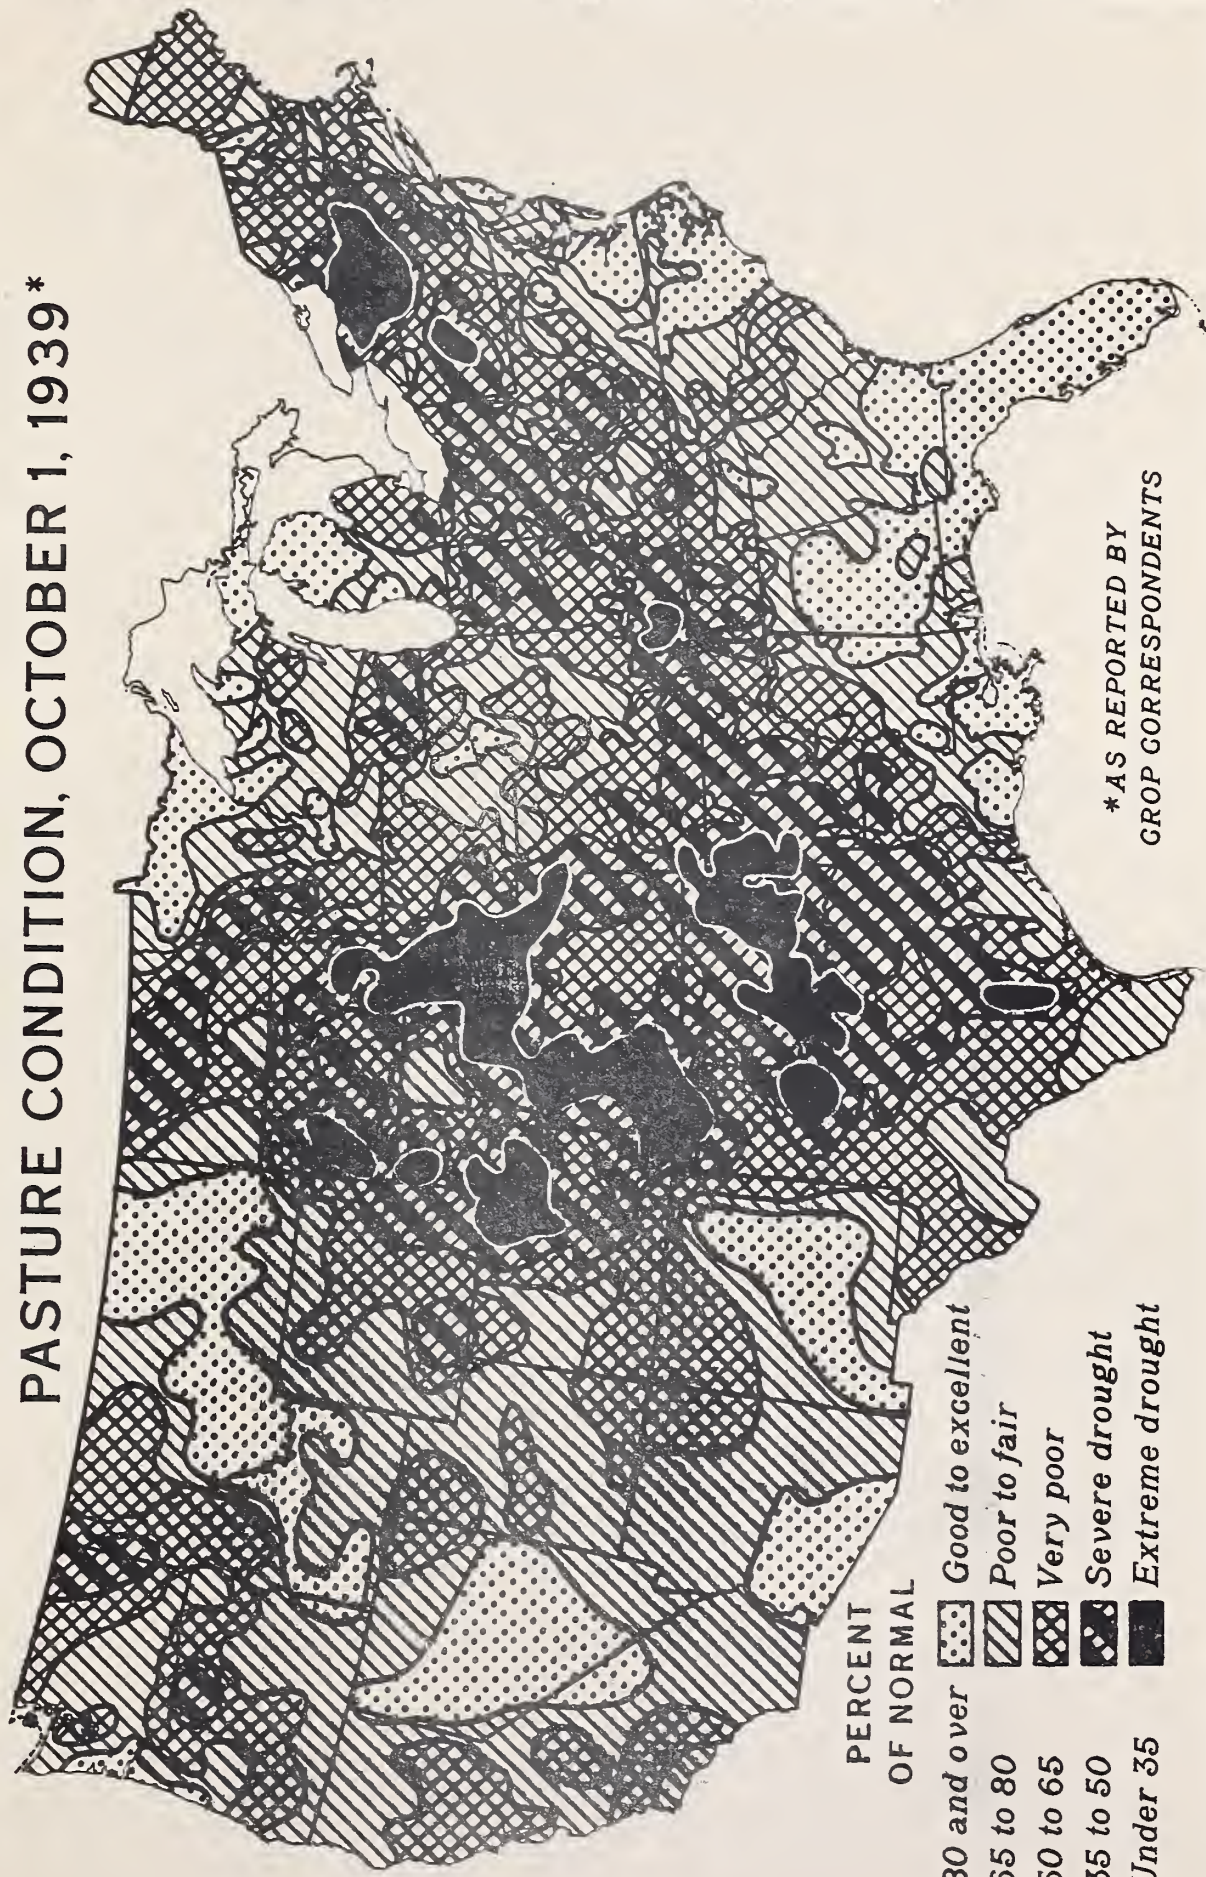 PASTURE CONDITION, OCTOBER 1, 1939*
PERCENT
OF NORMAL
80 and over Good to excellent
65 to 80 Poor to fair
50 to 65 Very poor
35 to 50 Severe drought
Under 35 Extreme drought
*AS REPORTED BY
CROP CORRESPONDENTS